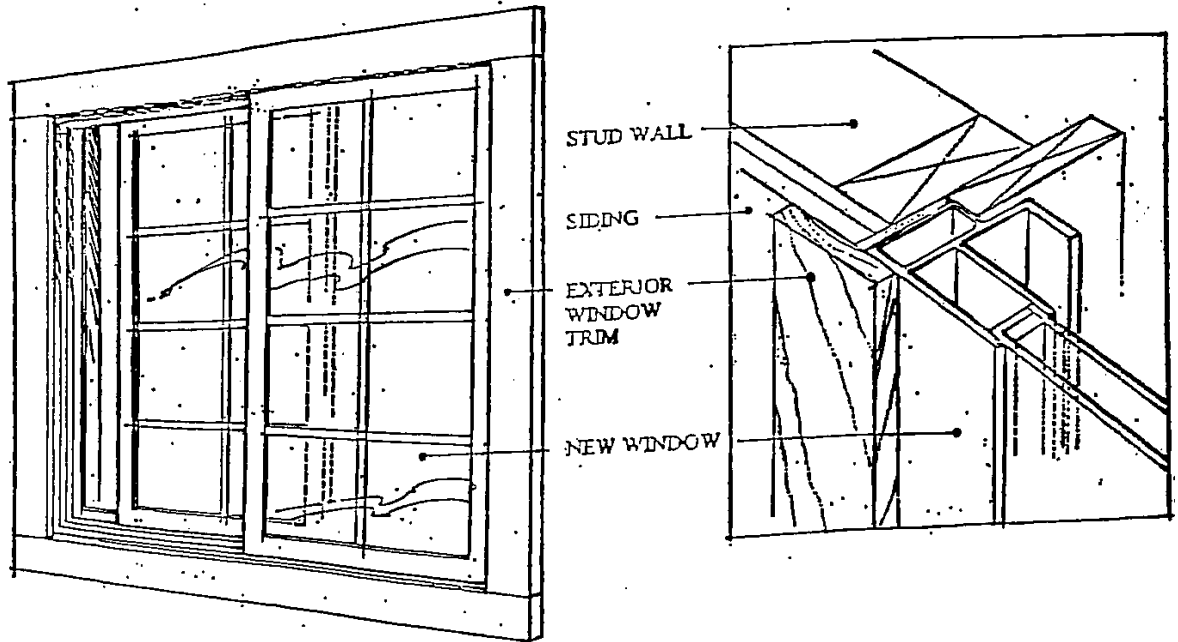 STUD WALL
SIDING
EXTERIOR
WINDOW
TRIM
NEW WINDOW